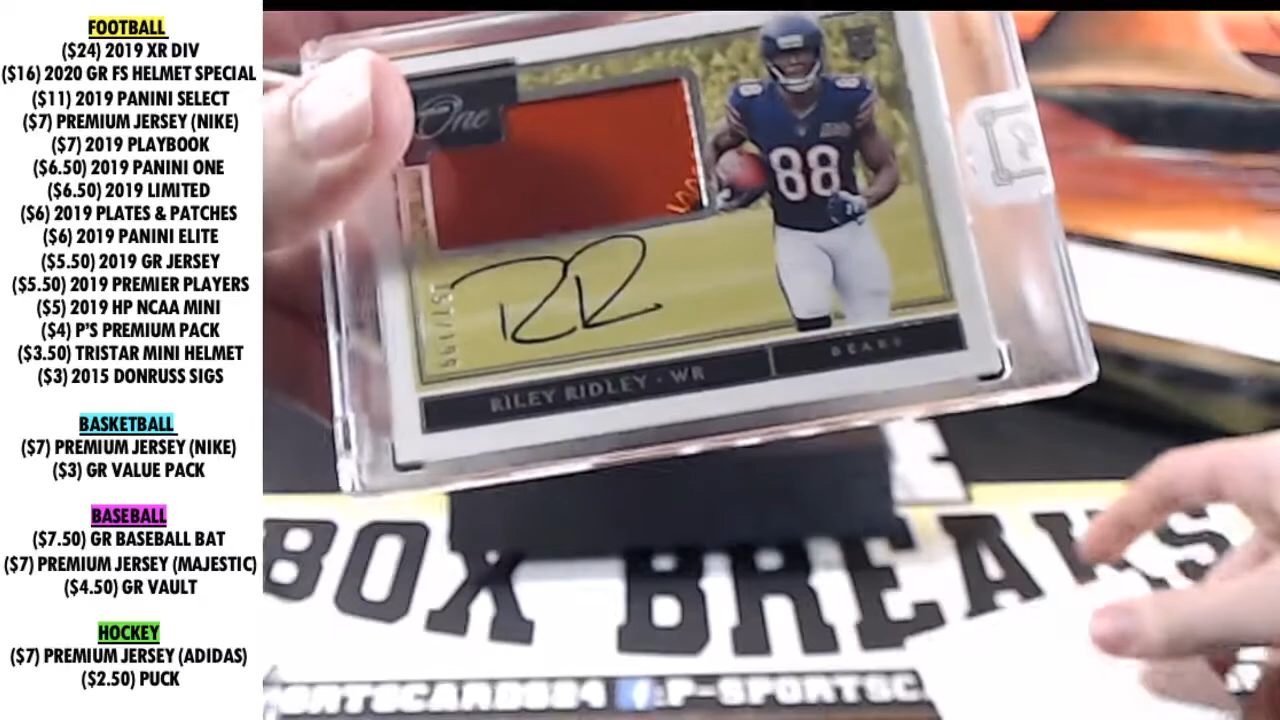 FOOTBALL
($24) 2019 XR DIV
($16) 2020 GR FS HELMET SPECIAL
($11) 2019 PANINI SELECT
($7) PREMIUM JERSEY (NIKE)
($7) 2019 PLAYBOOK
($6.50) 2019 PANINI ONE
($6.50) 2019 LIMITED
($6) 2019 PLATES & PATCHES
($6) 2019 PANINI ELITE
($5.50) 2019 GR JERSEY
($5.50) 2019 PREMIER PLAYERS
($5) 2019 HP NCAA MINI
($4) P'S PREMIUM PACK
($3.50) TRISTAR MINI HELMET
($3) 2015 DONRUSS SIGS
BASKETBALL
($7) PREMIUM JERSEY (NIKE)
($3) GR VALUE PACK
BASEBALL
($7.50) GR BASEBALL BAT
($7) PREMIUM JERSEY (MAJESTIC)
($4.50) GR VAULT
HOCKEY
($7) PREMIUM JERSEY (ADIDAS)
($2.50) PUCK
One
88
RR
157/199
RILEY RIDLEY - WR
BEARS
BOX BREAKS
ORTSCARDS24 f:P-SPORTSC